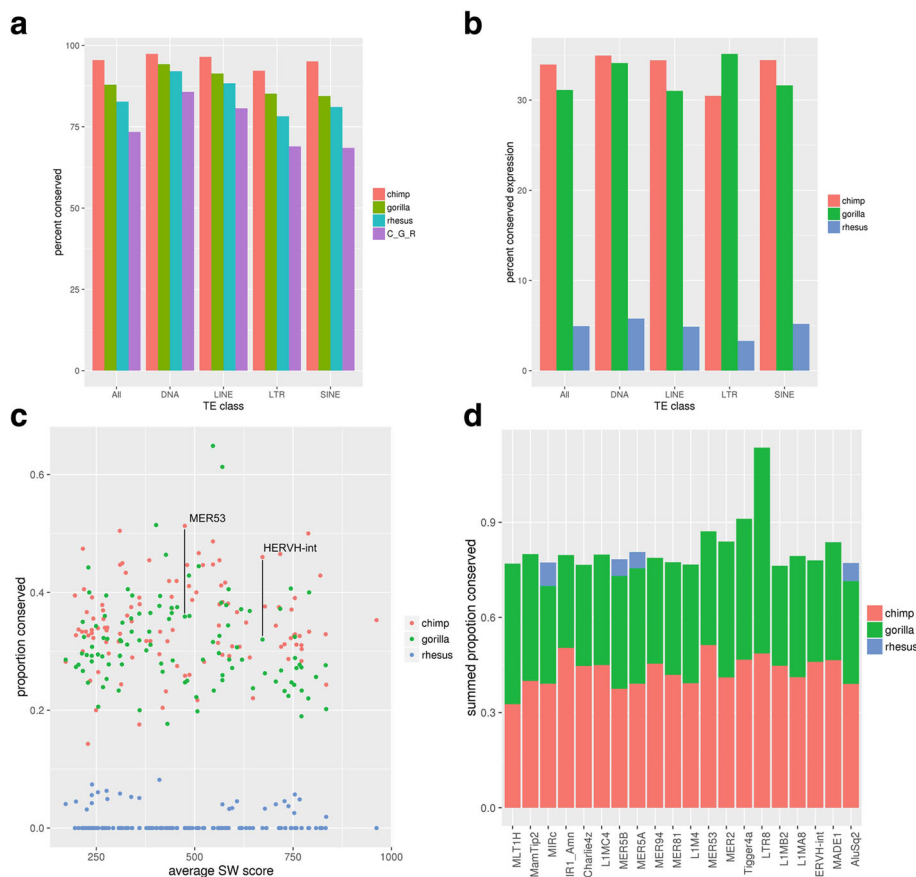 a
100
75
50
25
0
percent conserved
All DNA LINE LTR SINE
TE class
chimp
gorilla
rhesus
C_G_R
b
30
20
10
0
percent conserved expression
All DNA LINE LTR SINE
TE class
chimp
gorilla
rhesus
c
0.6
0.4
0.2
0.0
proportion conserved
MER53
HERVH-int
250 500 750 1000
average SW score
chimp
gorilla
rhesus
d
0.9
0.6
0.3
0.0
summed propotion conserved
chimp
gorilla
rhesus
MLT1H
MamTip2
MIRc
IR1_Amn
Charlie4z
L1MC4
MER5B
MER5A
MER94
MER81
L1M4
MER53
MER2
Tigger4a
LTR8
L1MB2
L1MA8
ERVH-int
MADE1
AluSq2